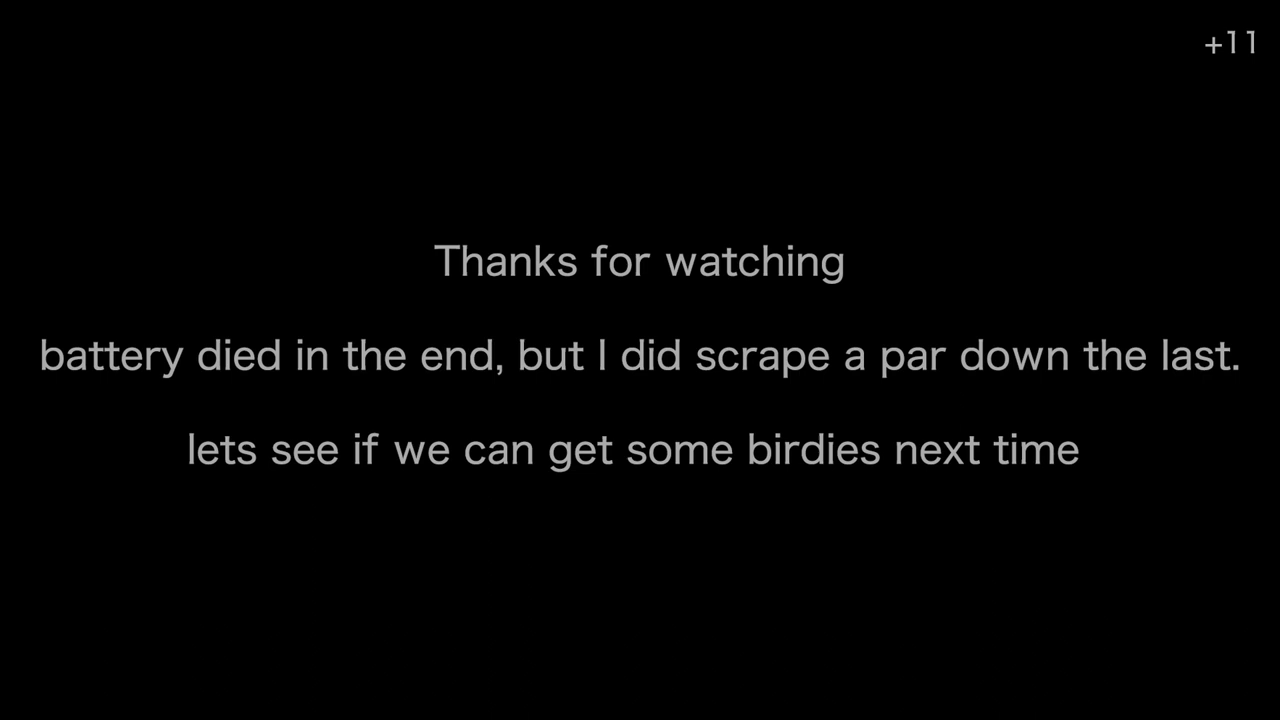 +11
Thanks for watching
battery died in the end, but I did scrape a par down the last.
lets see if we can get some birdies next time